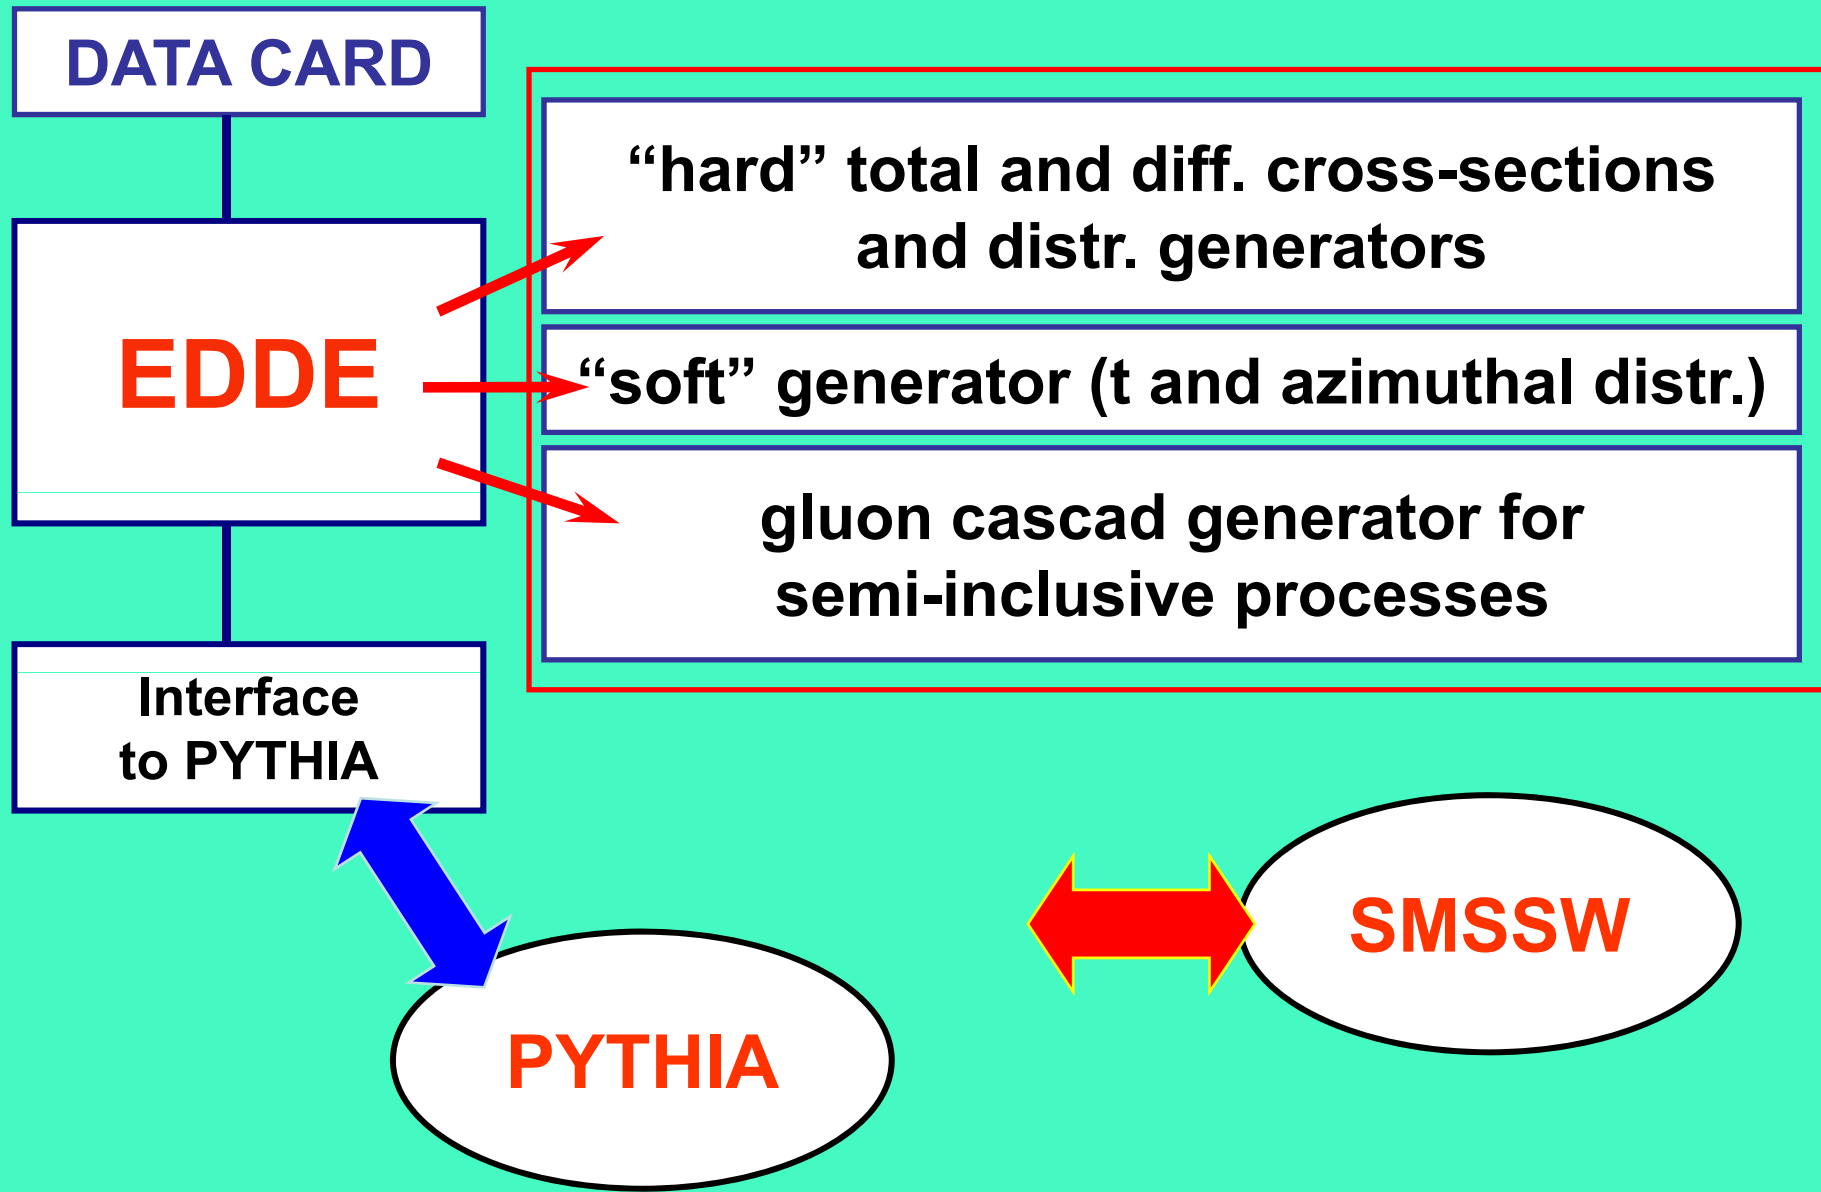 DATA CARD
“hard” total and diff. cross-sections
and distr. generators
EDDE
“soft” generator (t and azimuthal distr.)
gluon cascad generator for
semi-inclusive processes
Interface
to PYTHIA
SMSSW
PYTHIA